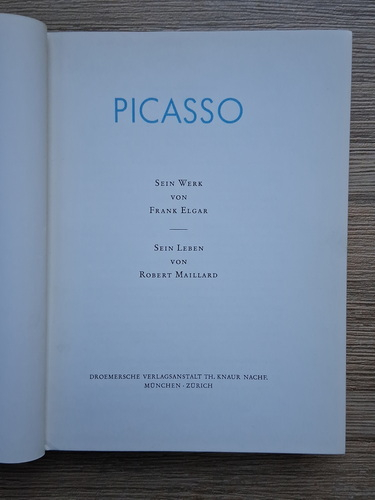 PICASSO
SEIN WERK
VON
FRANK ELGAR
SEIN LEBEN
VON
ROBERT MAILLARD
DROEMERSCHE VERLAGSANSTALT TH. KNAUR NACHF.
MÜNCHEN · ZÜRICH